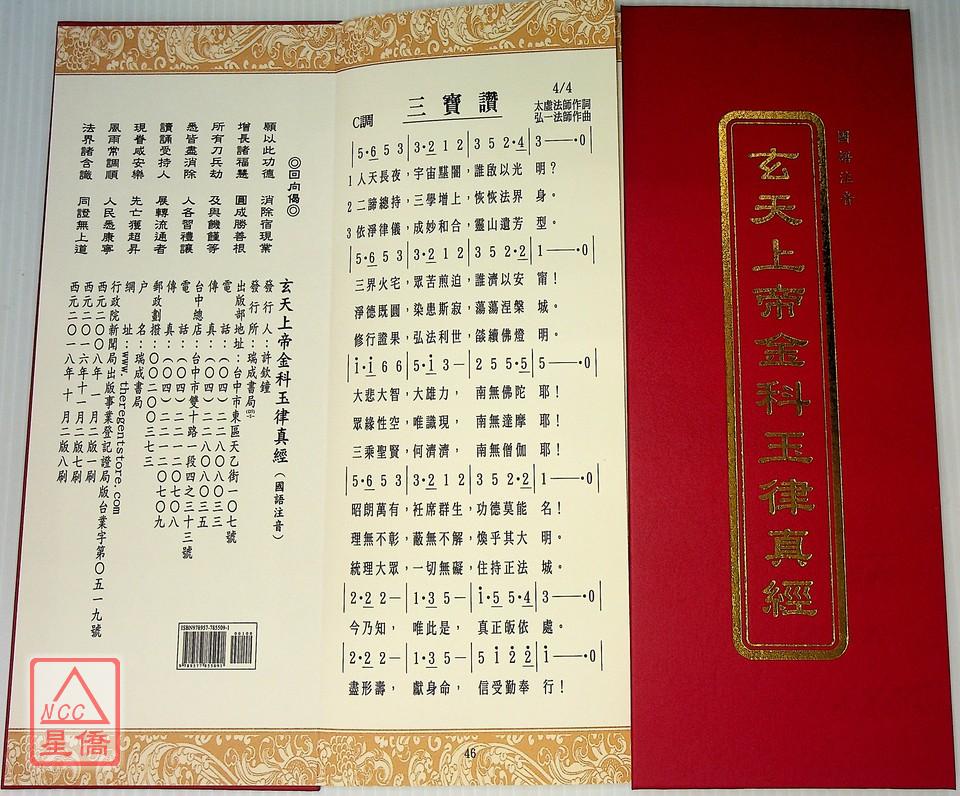 國語注音
玄天上帝金科玉律真經
三寶讚
C調
4/4
太虛法師作詞
弘一法師作曲
5·6 5 3 | 3·2 1 2 | 3 5 2·4 | 3——·0
1 人天長夜,宇宙黮闇,誰啟以光 明?
2 二諦總持,三學增上,恢恢法界 身。
3 依淨律儀,成妙和合,靈山遺芳 型。
5·6 5 3 | 3·2 1 2 | 3 5 2·2 | 1——·0
三界火宅,眾苦煎迫,誰濟以安 甯!
淨德既圓,染患斯寂,蕩蕩涅槃 城。
修行證果,弘法利世,燄續佛燈 明。
i·i 6 6 | 5·i 3— | 2 5 5·5 | 5——·0
大悲大智,大雄力, 南無佛陀 耶!
眾緣性空,唯識現, 南無達摩 耶!
三乘聖賢,何濟濟, 南無僧伽 耶!
5·6 5 3 | 3·2 1 2 | 3 5 2·2 | 1——·0
昭朗萬有,衽席群生,功德莫能 名!
理無不彰,蔽無不解,煥乎其大 明。
統理大眾,一切無礙,住持正法 城。
2·2 2— | 1·3 5— | i·5 5·4 | 3——·0
今乃知, 唯此是, 真正皈依 處。
2·2 2— | 1·3 5— | 5 i 2 2 | i——·0
盡形壽, 獻身命, 信受勤奉 行!
46
◎回向偈◎
願以此功德 消除宿現業
增長諸福慧 圓成勝善根
所有刀兵劫 及與饑饉等
悉皆盡消除 人各習禮讓
讀誦受持人 展轉流通者
現眷咸安樂 先亡獲超昇
風雨常調順 人民悉康寧
法界諸含識 同證無上道
玄天上帝金科玉律真經(國語注音)
發行人:許欽鐘
發行所:瑞成書局
出版部地址:台中市東區天乙街一〇七號
電話:(〇四)二二八〇八〇三三
傳真:(〇四)二二八〇八〇三五
台中總店:台中市雙十路一段四之三十三號
電話:(〇四)二二一二〇七〇八
傳真:(〇四)二二一二〇七〇九
郵政劃撥:〇〇二〇〇三七三
户名:瑞成書局
網址:www.theregentstore.com
行政院新聞局出版事業登記證局版台業字第〇五一九號
西元二〇〇八年一月二版一刷
西元二〇一六年十一月二版七刷
西元二〇一八年十月二版八刷
ISBN978957-785509-1
00100
9 789577 855091
NCC
星僑